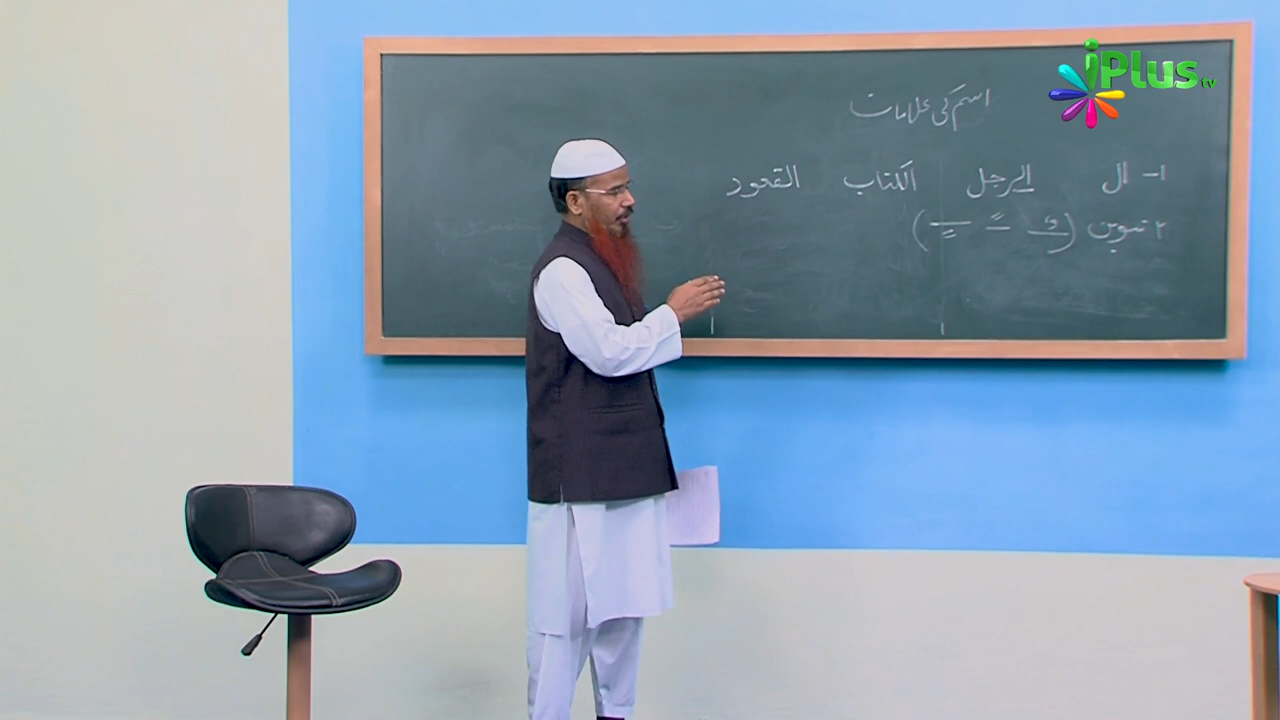 iPlus tv
اسم کی علامات
۱- ال الرجل الکتاب القعود
۲ تنوین (ـٌ ـً ـٍ)